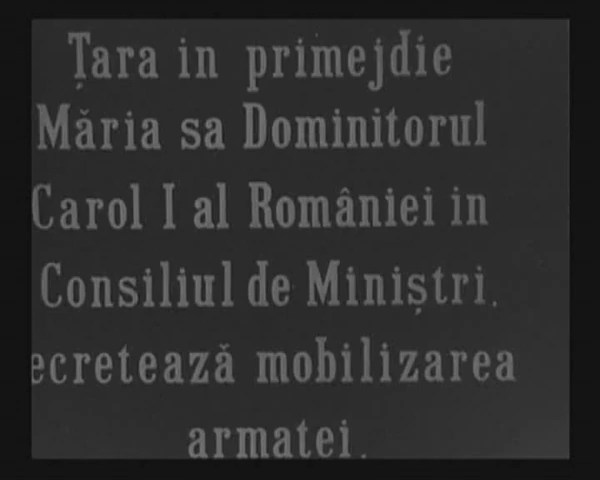 Țara in primejdie
Măria sa Dominitorul
Carol I al României in
Consiliul de Miniștri.
ecretează mobilizarea
armatei.